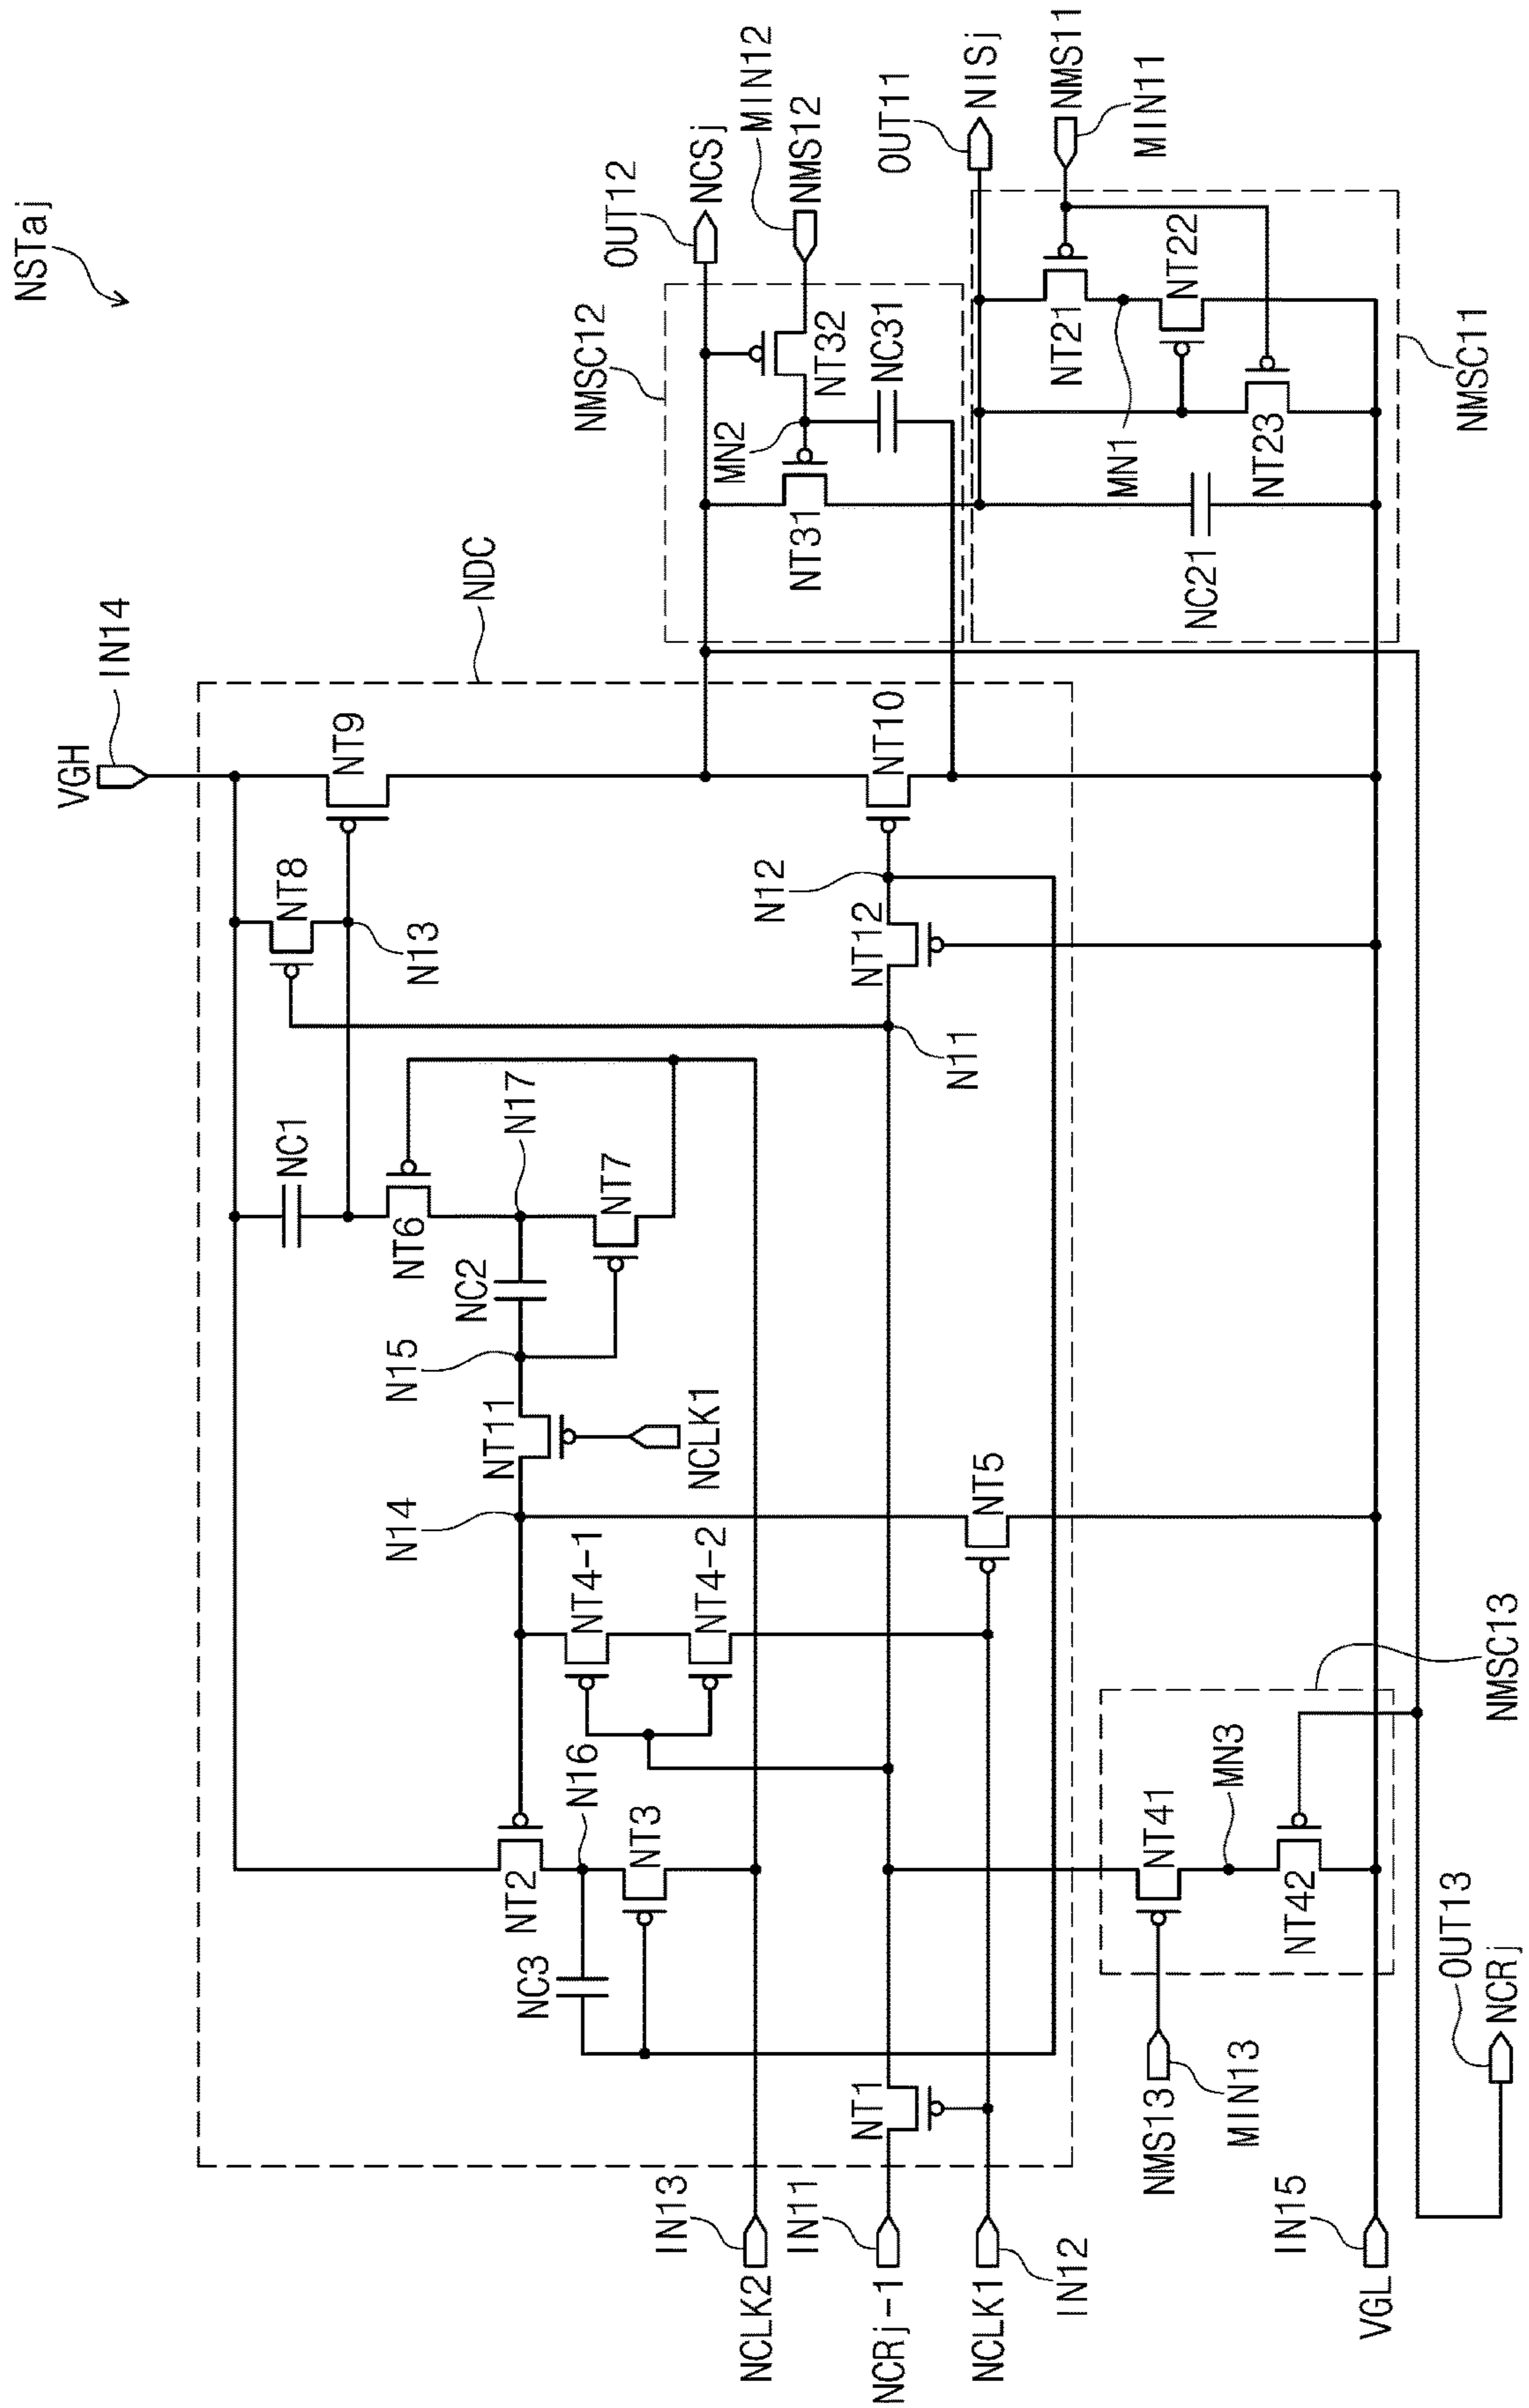 NSTaj
VGH
IN14
NDC
NMSC12
OUT12
NCSj
MIN12
NMS12
OUT11
NISj
NMS11
MIN11
NT9
NT8
N13
NC1
NT6
N17
NC2
NT7
N15
NT11
NCLK1
N14
NT4-1
NT4-2
NT2
N16
NT3
NC3
NT10
N12
NT12
N11
NT5
NT1
NT32
MN2
NC31
NT31
NT21
NT22
MN1
NT23
NC21
NMSC11
NMSC13
NT41
MN3
NT42
NMS13
MIN13
OUT13
NCRj
IN13
NCLK2
IN11
NCRj-1
NCLK1
IN12
IN15
VGL